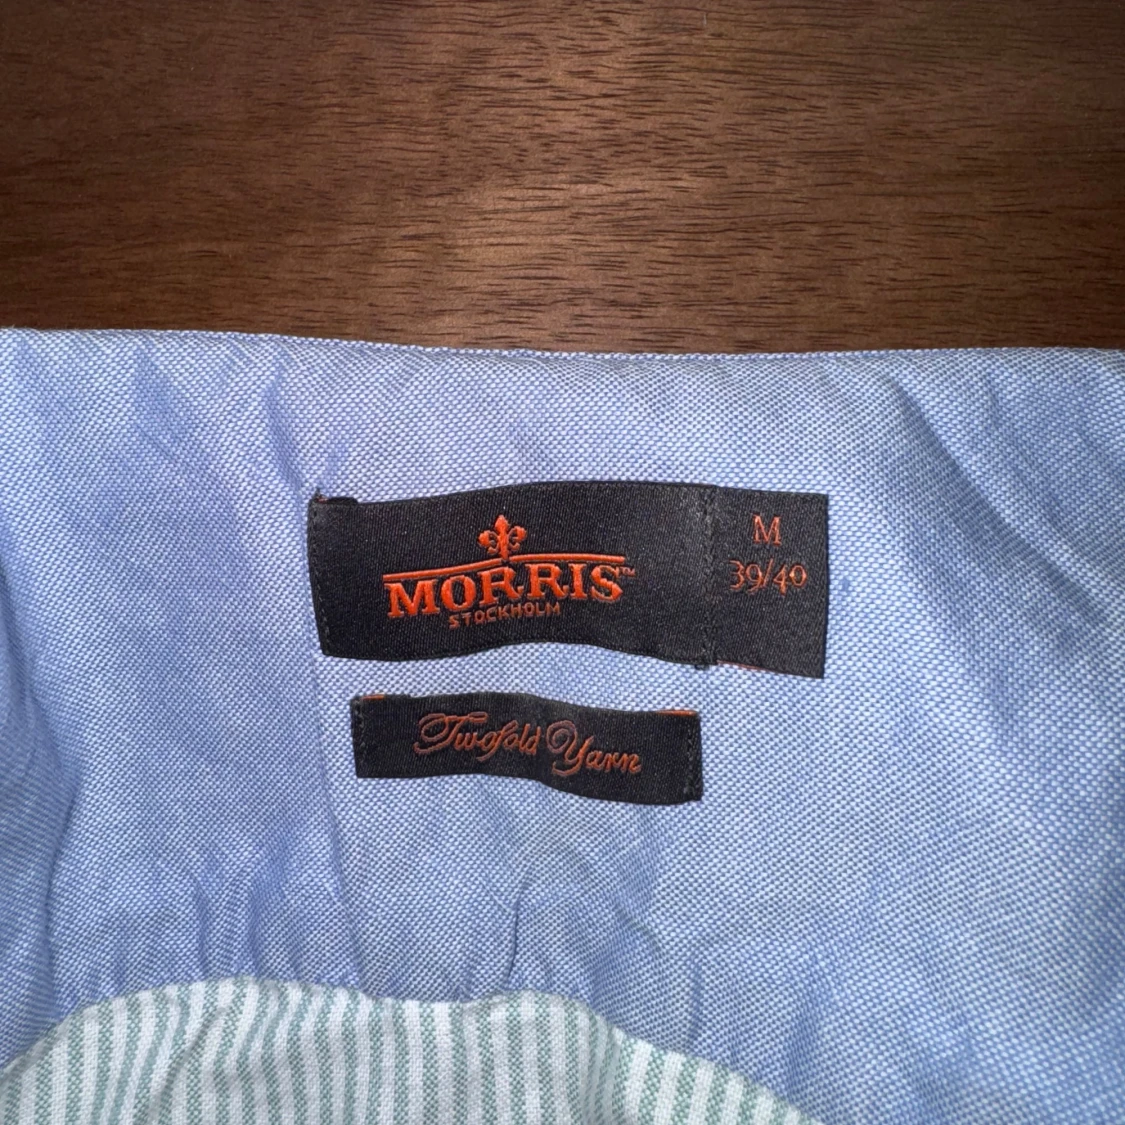 MORRIS™
STOCKHOLM
M
39/40
Twofold Yarn